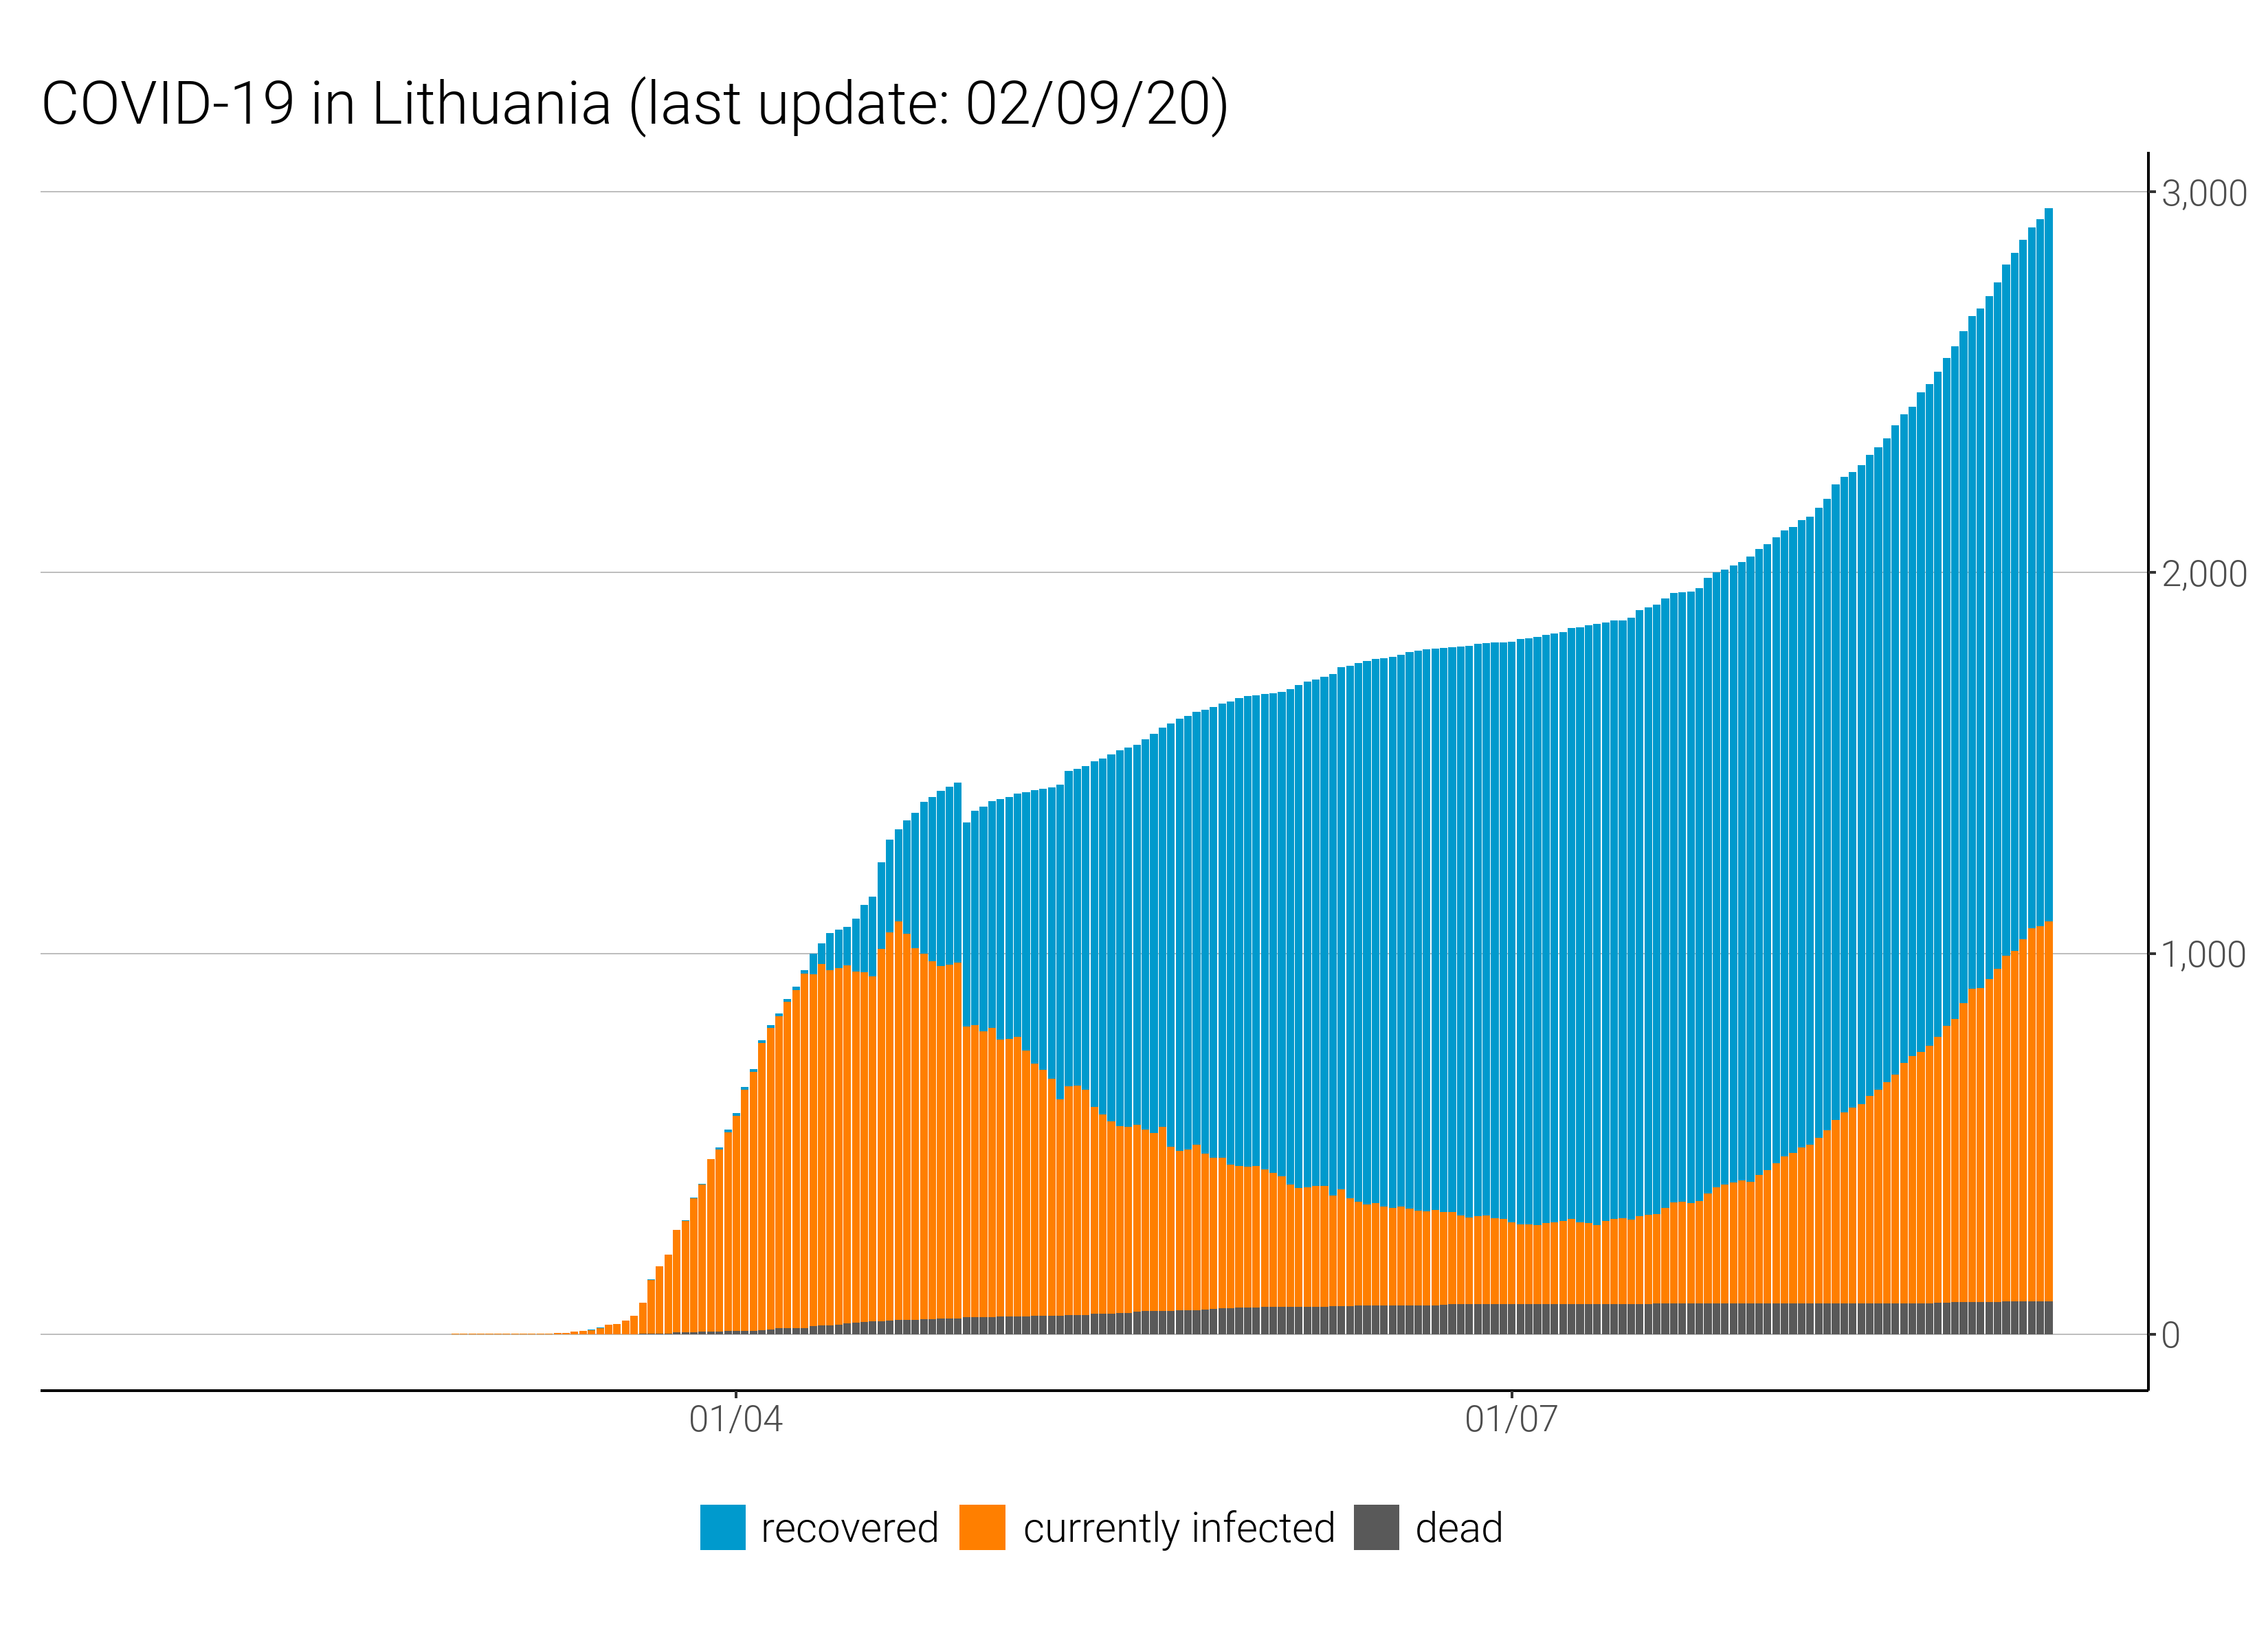 COVID-19 in Lithuania (last update: 02/09/20)
3,000
2,000
1,000
0
01/04 01/07
recovered currently infected dead